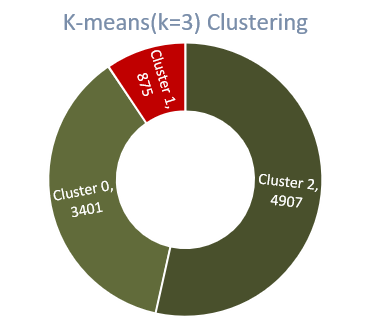 K-means(k=3) Clustering
Cluster 1,
875
Cluster 2,
4907
Cluster 0,
3401